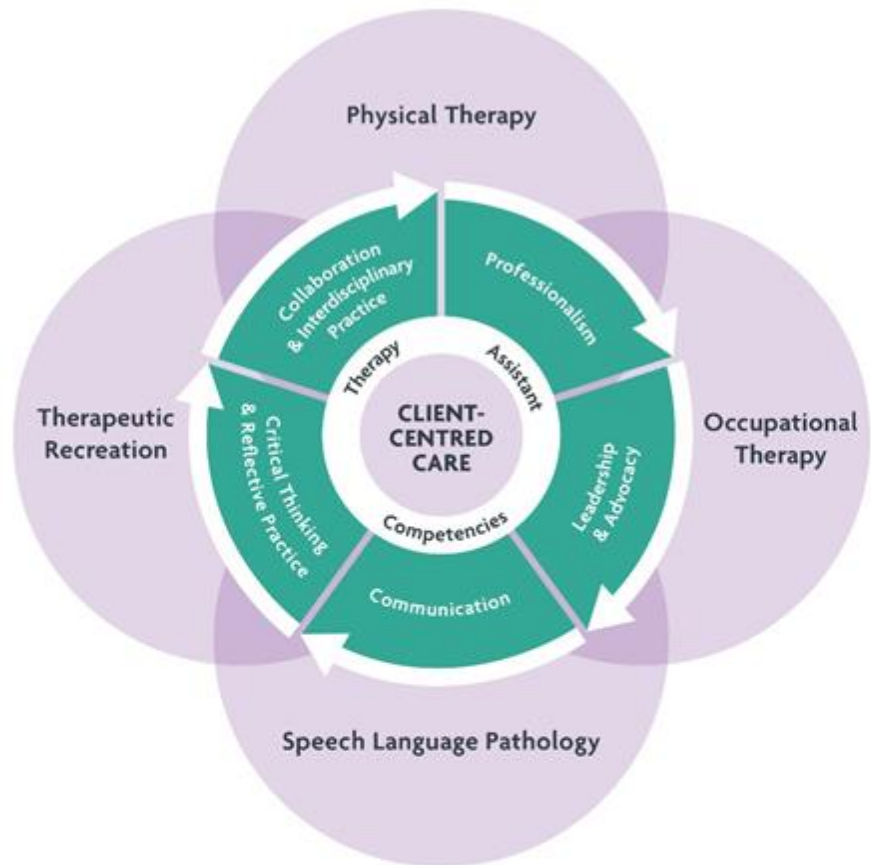 Physical Therapy
Collaboration
& Interdisciplinary
Practice
Professionalism
Therapy
Assistant
Therapeutic
Recreation
CLIENT-
CENTRED
CARE
Occupational
Therapy
Critical Thinking
& Reflective Practice
Leadership
& Advocacy
Competencies
Communication
Speech Language Pathology